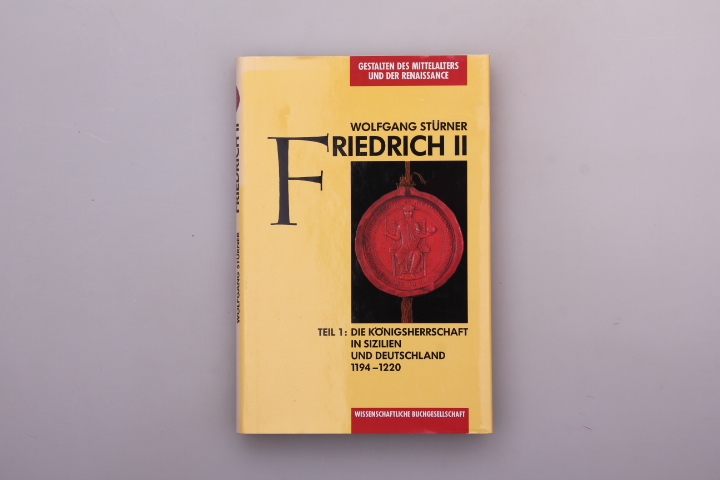 GESTALTEN DES MITTELALTERS
UND DER RENAISSANCE
WOLFGANG STÜRNER
FRIEDRICH II
TEIL 1: DIE KÖNIGSHERRSCHAFT
IN SIZILIEN
UND DEUTSCHLAND
1194–1220
WISSENSCHAFTLICHE BUCHGESELLSCHAFT
WOLFGANG STÜRNER FRIEDRICH II